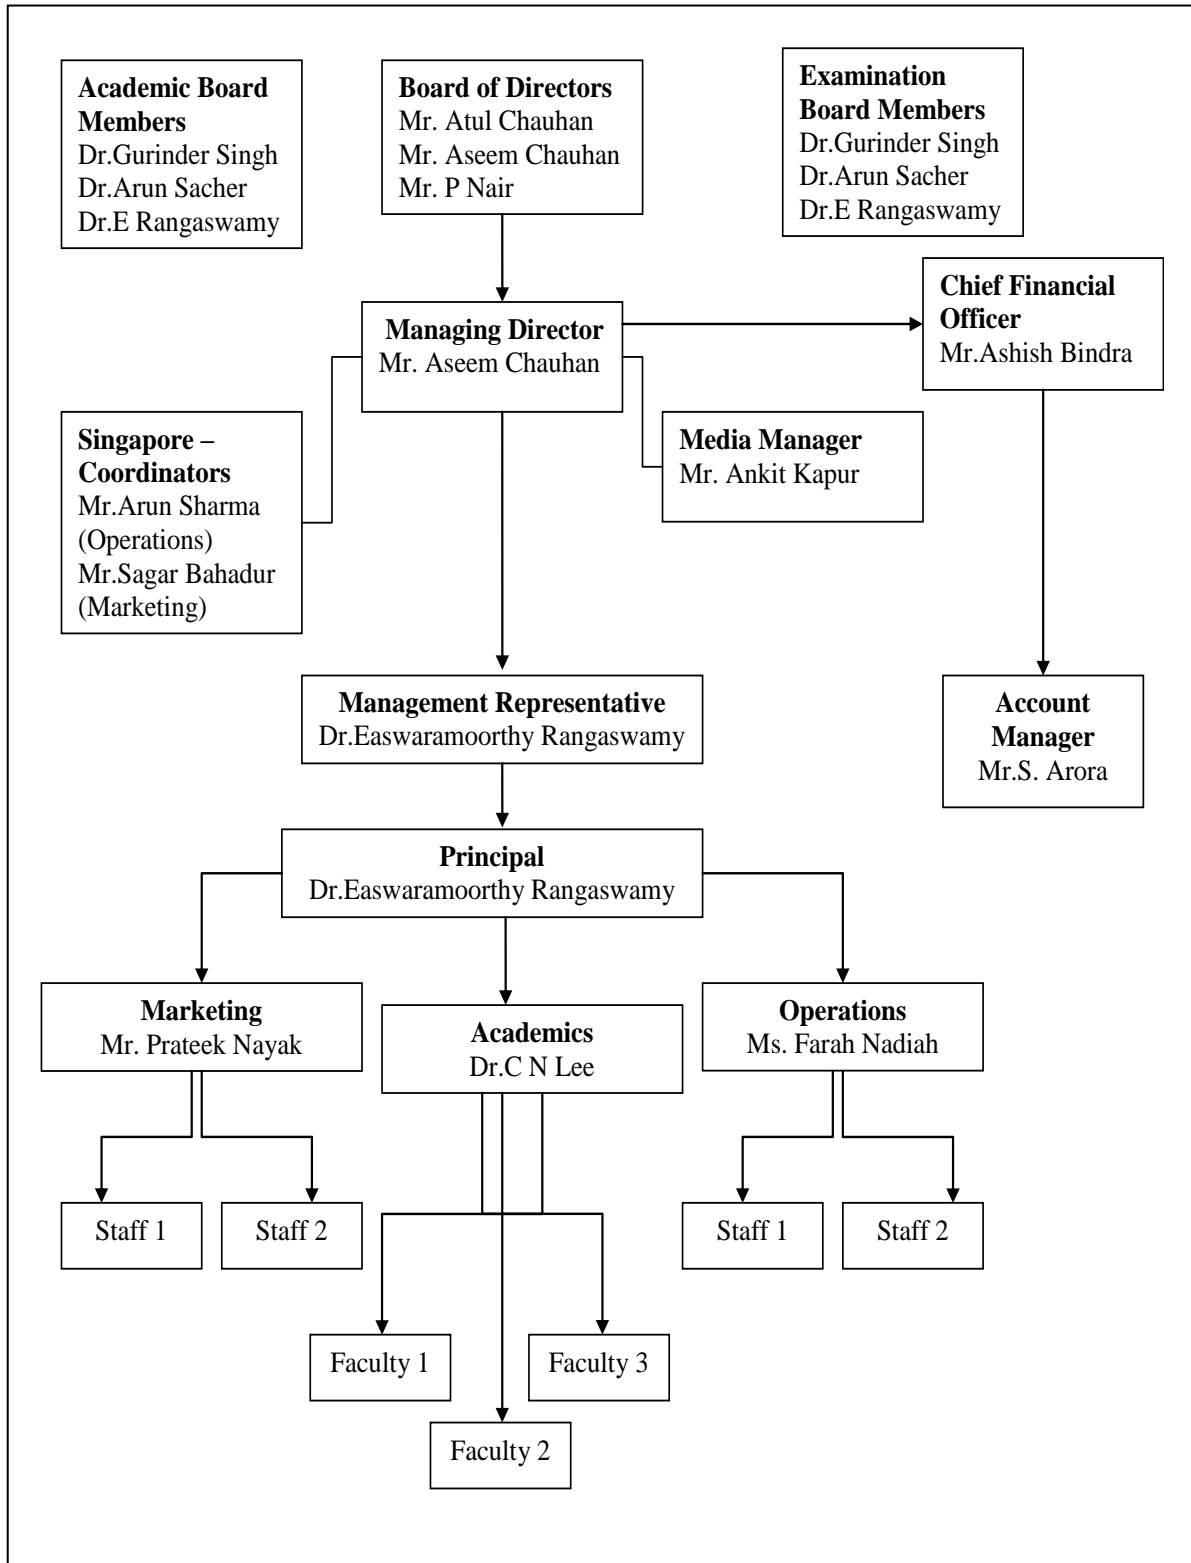 Academic Board
Members
Dr.Gurinder Singh
Dr.Arun Sacher
Dr.E Rangaswamy
Board of Directors
Mr. Atul Chauhan
Mr. Aseem Chauhan
Mr. P Nair
Examination
Board Members
Dr.Gurinder Singh
Dr.Arun Sacher
Dr.E Rangaswamy
Managing Director
Mr. Aseem Chauhan
Chief Financial
Officer
Mr.Ashish Bindra
Singapore –
Coordinators
Mr.Arun Sharma
(Operations)
Mr.Sagar Bahadur
(Marketing)
Media Manager
Mr. Ankit Kapur
Management Representative
Dr.Easwaramoorthy Rangaswamy
Account
Manager
Mr.S. Arora
Principal
Dr.Easwaramoorthy Rangaswamy
Marketing
Mr. Prateek Nayak
Academics
Dr.C N Lee
Operations
Ms. Farah Nadiah
Staff 1
Staff 2
Staff 1
Staff 2
Faculty 1
Faculty 3
Faculty 2